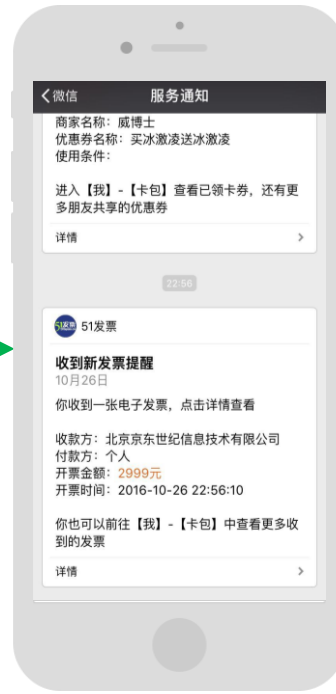 微信
服务通知
商家名称：威博士
优惠券名称：买冰激凌送冰激凌
使用条件：
进入【我】-【卡包】查看已领卡券，还有更
多朋友共享的优惠券
详情
22:56
51发票
51发票
收到新发票提醒
10月26日
你收到一张电子发票，点击详情查看
收款方：北京京东世纪信息技术有限公司
付款方：个人
开票金额：2999元
开票时间：2016-10-26 22:56:10
你也可以前往【我】-【卡包】中查看更多收
到的发票
详情